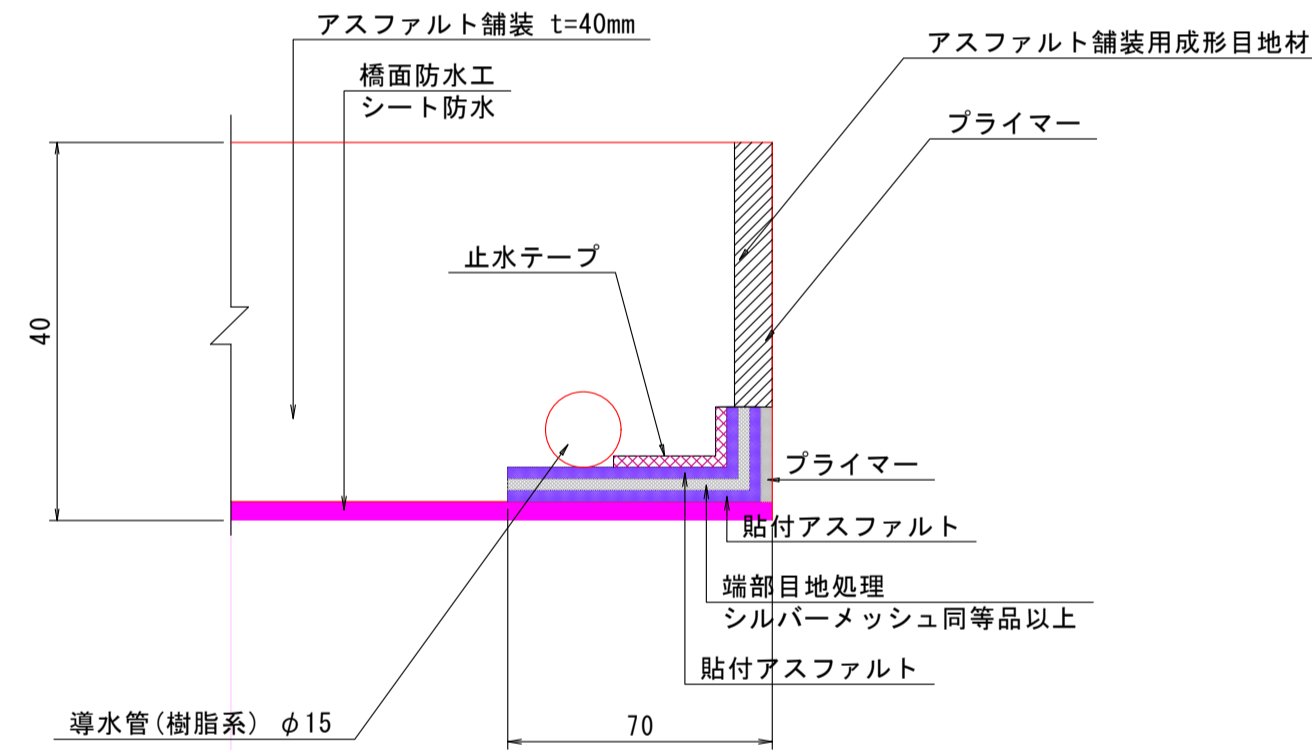 アスファルト舗装 t=40mm
アスファルト舗装用成形目地材
橋面防水工
シート防水
プライマー
止水テープ
40
プライマー
貼付アスファルト
端部目地処理
シルバーメッシュ同等品以上
貼付アスファルト
導水管(樹脂系) φ15
70